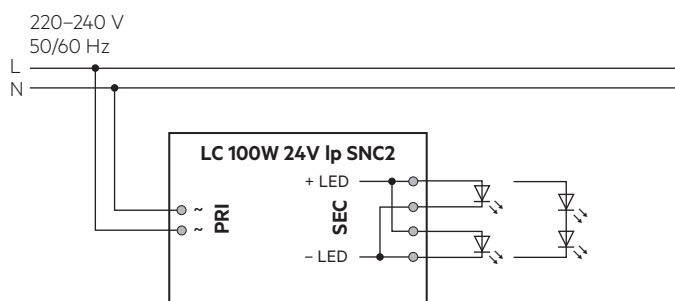 220–240 V
50/60 Hz
L
N
LC 100W 24V lp SNC2
+ LED
~ PRI
~
SEC
– LED